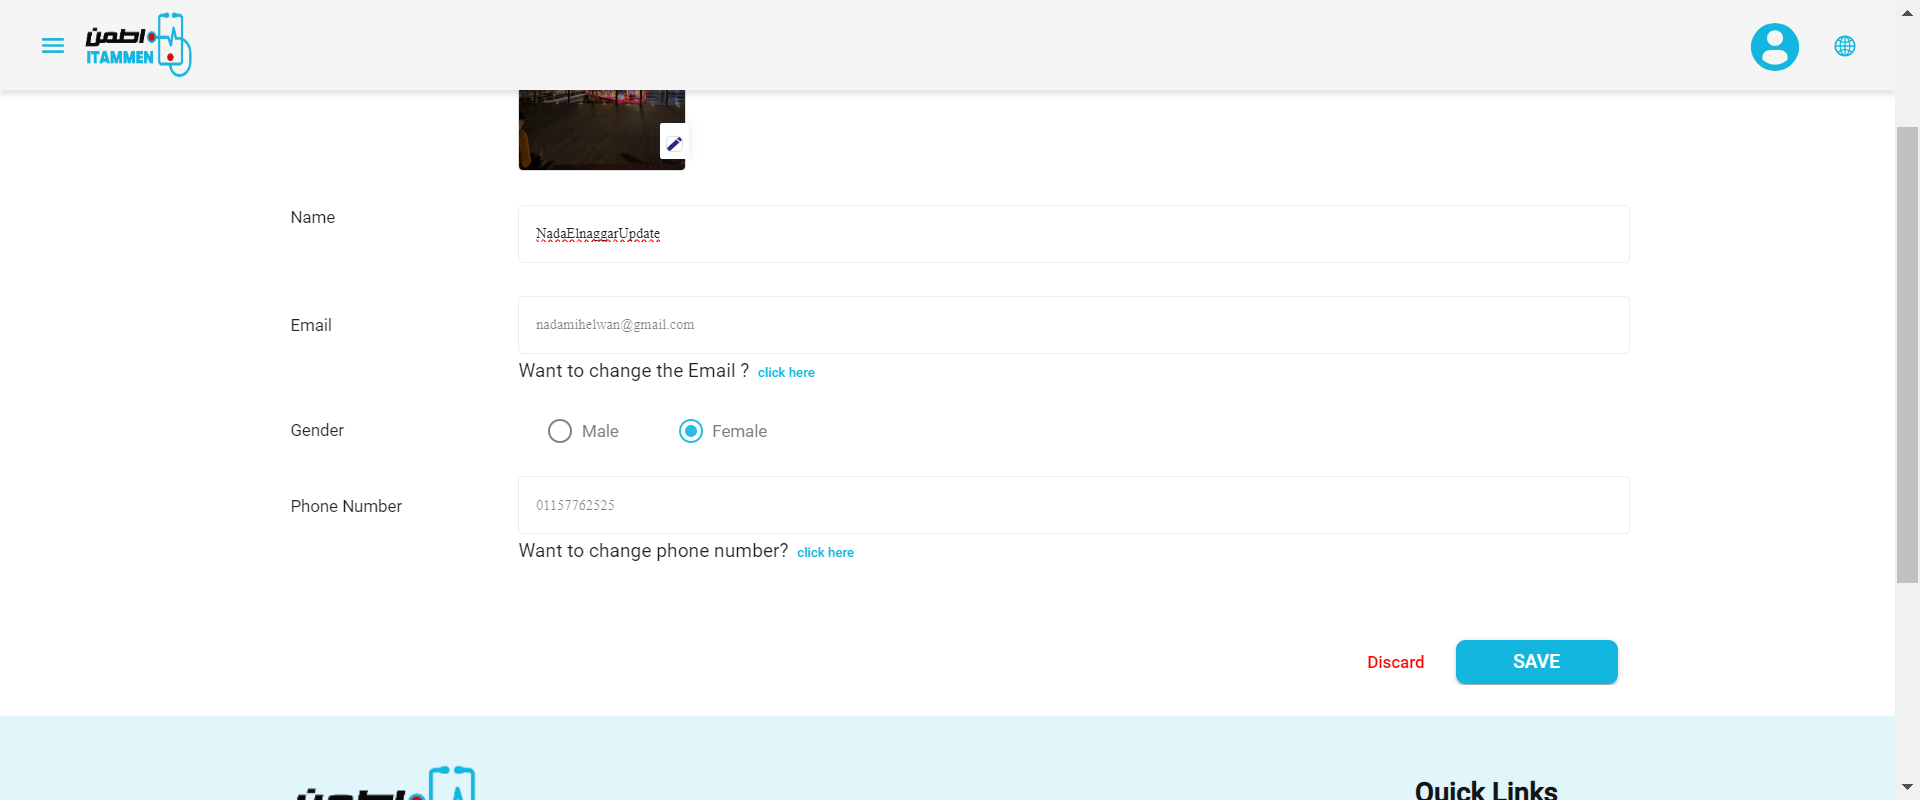 اطمن
ITAMMEN
Name
NadaElnaggarUpdate
Email
nadamihelwan@gmail.com
Want to change the Email ? click here
Gender
Male
Female
Phone Number
01157762525
Want to change phone number? click here
Discard
SAVE
اطمن
Quick Links